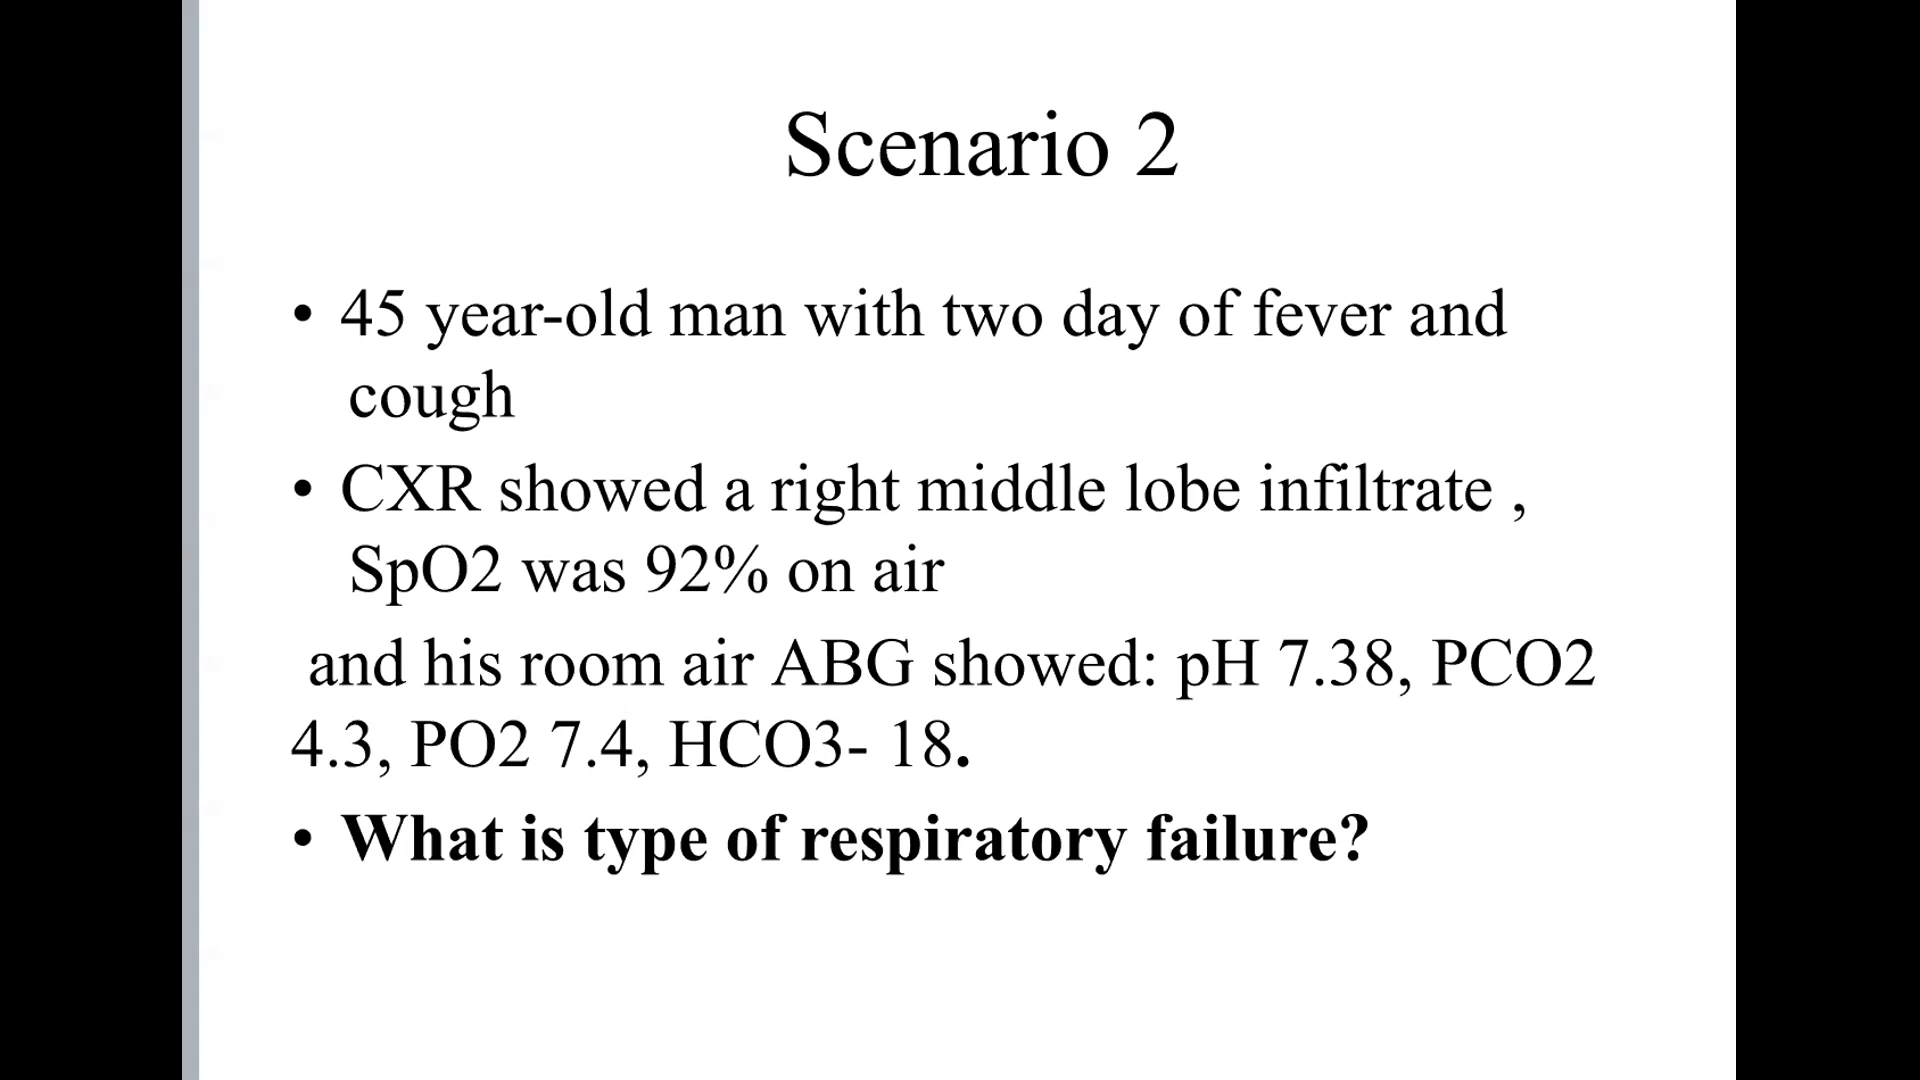 Scenario 2
• 45 year-old man with two day of fever and
cough
• CXR showed a right middle lobe infiltrate ,
SpO2 was 92% on air
and his room air ABG showed: pH 7.38, PCO2
4.3, PO2 7.4, HCO3- 18.
• What is type of respiratory failure?